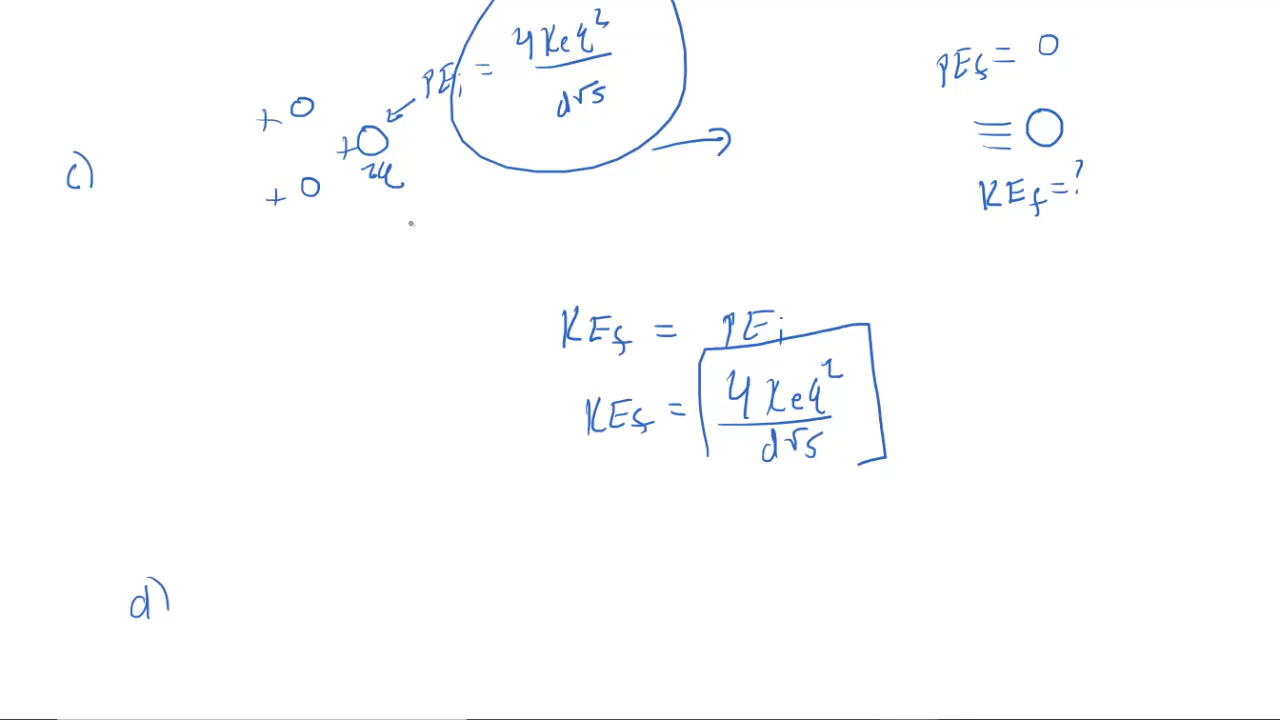 PEi = 4Keq²/d√5
PEf = 0
+O
+O
2q
c)
+O
KEf = ?
KEf = PEi
KEf = 4Keq²/d√5
d)